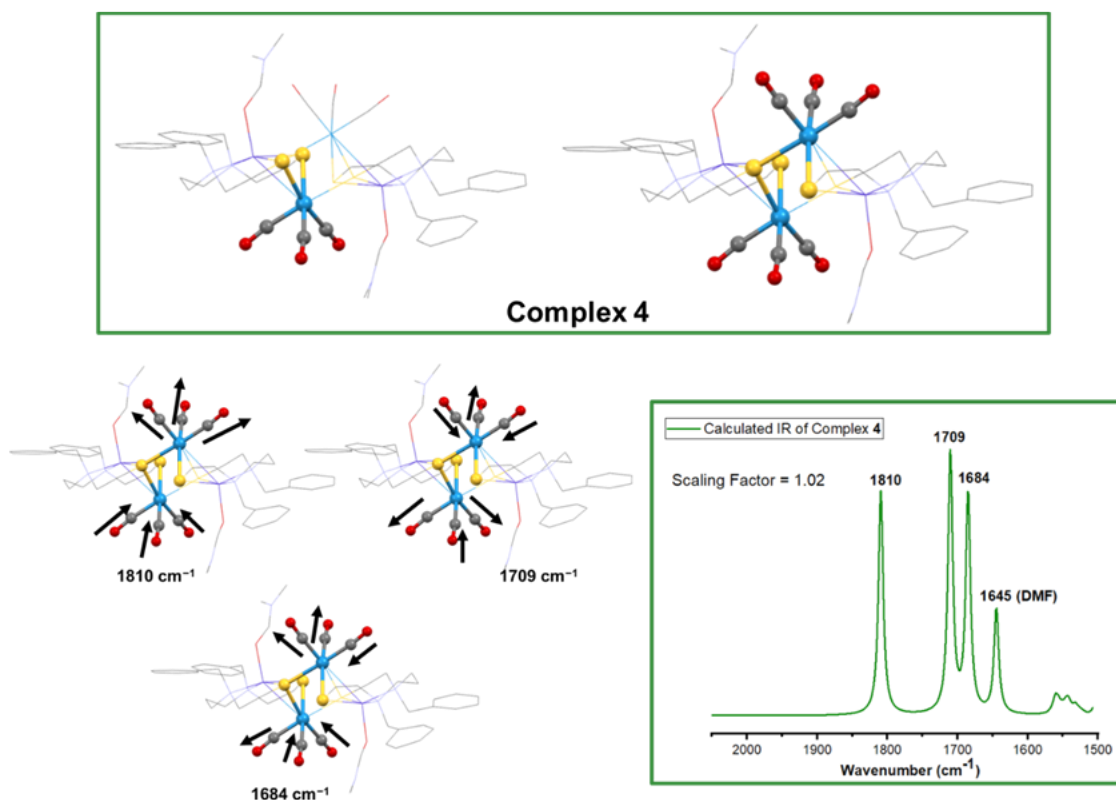 Complex 4
1810 cm⁻¹
1709 cm⁻¹
1684 cm⁻¹
Calculated IR of Complex 4
Scaling Factor = 1.02
1709
1810
1684
1645 (DMF)
2000 1900 1800 1700 1600 1500
Wavenumber (cm⁻¹)